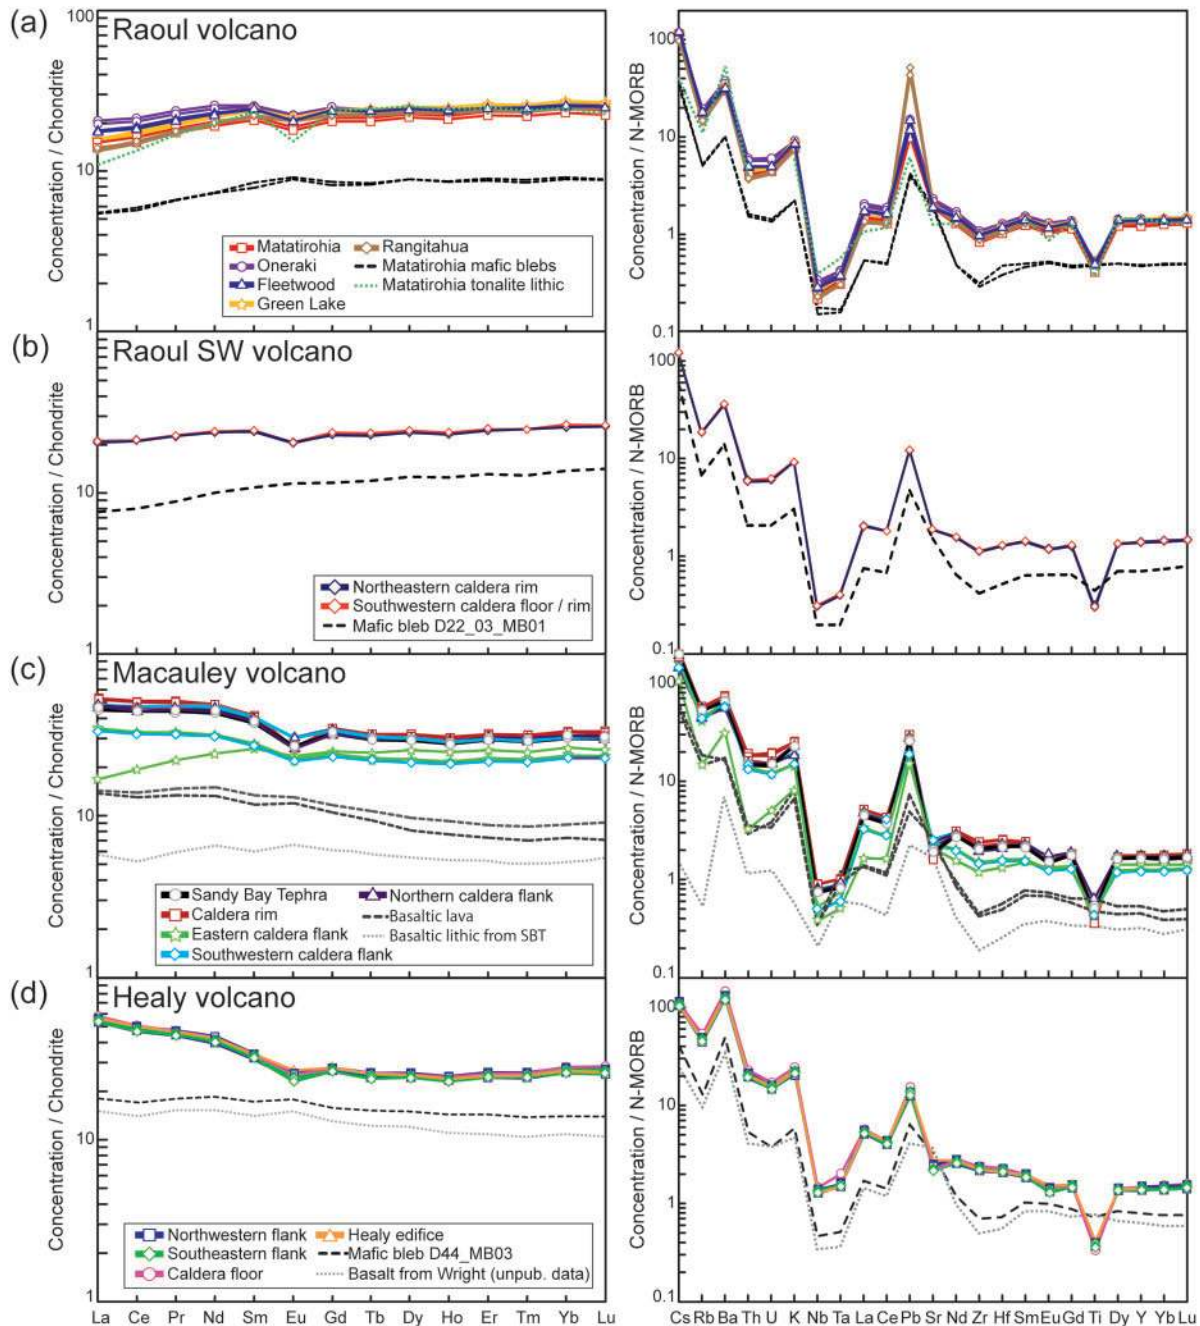 (a)
Raoul volcano
Concentration / Chondrite
100
10
1
Matatirohia
Oneraki
Fleetwood
Green Lake
Rangitahua
Matatirohia mafic blebs
Matatirohia tonalite lithic
Concentration / N-MORB
100
10
1
0.1
(b)
Raoul SW volcano
Concentration / Chondrite
10
1
Northeastern caldera rim
Southwestern caldera floor / rim
Mafic bleb D22_03_MB01
Concentration / N-MORB
100
10
1
0.1
(c)
Macauley volcano
Concentration / Chondrite
10
1
Sandy Bay Tephra
Caldera rim
Eastern caldera flank
Southwestern caldera flank
Northern caldera flank
Basaltic lava
Basaltic lithic from SBT
Concentration / N-MORB
100
10
1
0.1
(d)
Healy volcano
Concentration / Chondrite
10
1
Northwestern flank
Southeastern flank
Caldera floor
Healy edifice
Mafic bleb D44_MB03
Basalt from Wright (unpub. data)
La Ce Pr Nd Sm Eu Gd Tb Dy Ho Er Tm Yb Lu
Concentration / N-MORB
100
10
1
0.1
Cs Rb Ba Th U K Nb Ta La Ce Pb Sr Nd Zr Hf Sm Eu Gd Ti Dy Y Yb Lu